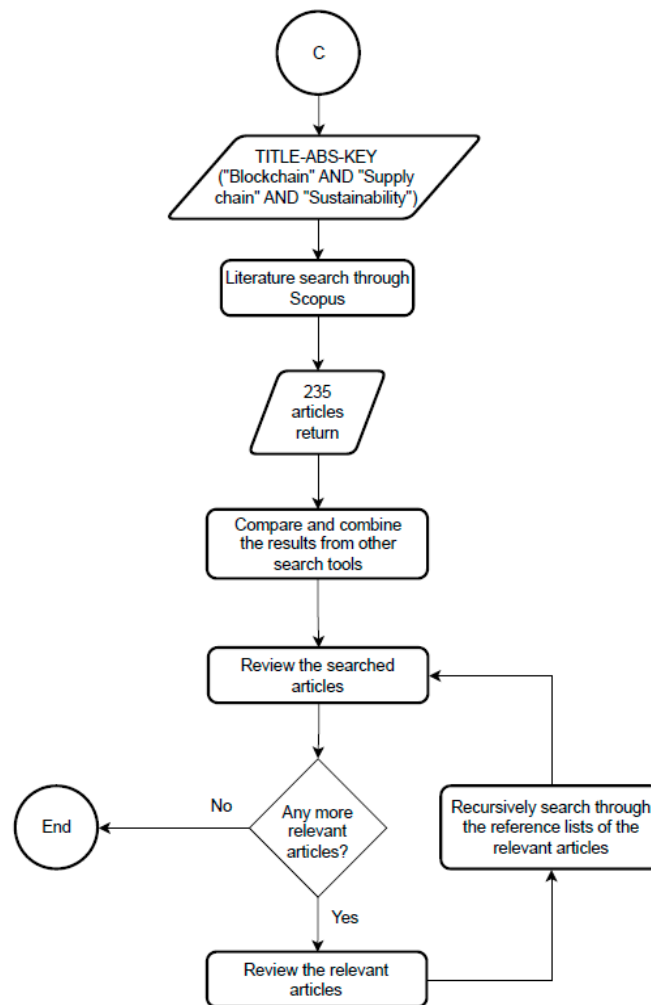 C
TITLE-ABS-KEY
("Blockchain" AND "Supply
chain" AND "Sustainability")
Literature search through
Scopus
235
articles
return
Compare and combine
the results from other
search tools
Review the searched
articles
Any more
relevant
articles?
No
End
Yes
Review the relevant
articles
Recursively search through
the reference lists of the
relevant articles